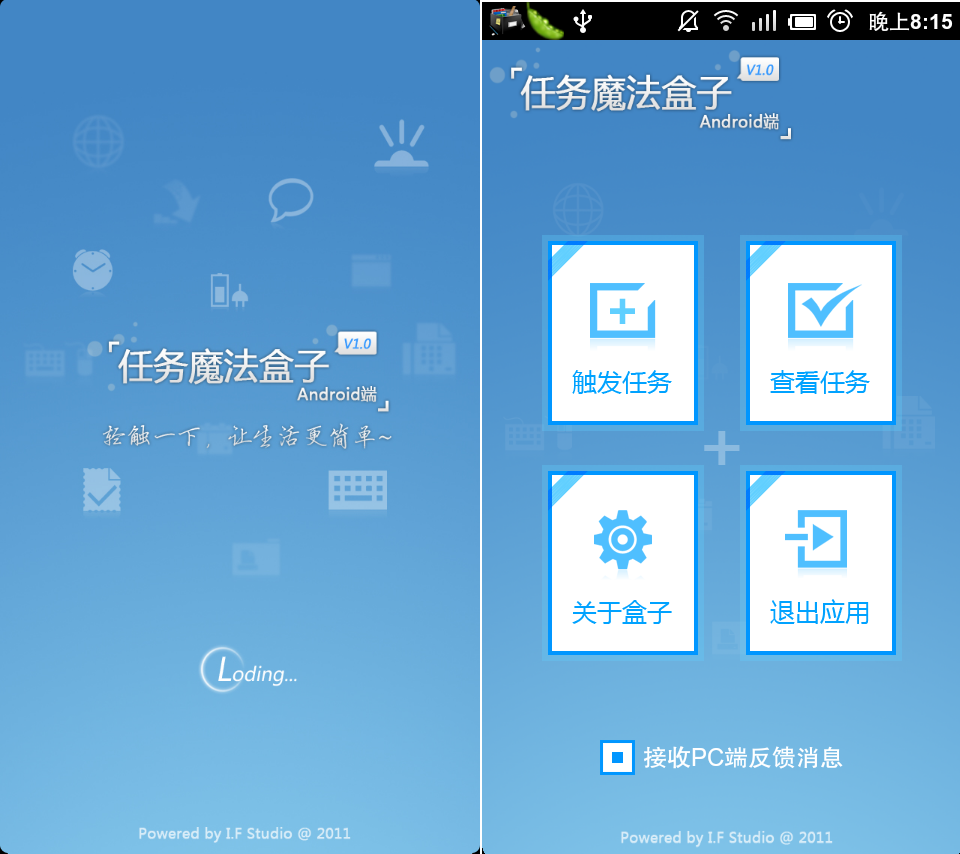 任务魔法盒子
V1.0
Android端
轻触一下，让生活更简单~
Loding...
Powered by I.F Studio @ 2011
晚上8:15
任务魔法盒子
V1.0
Android端
触发任务
查看任务
关于盒子
退出应用
接收PC端反馈消息
Powered by I.F Studio @ 2011